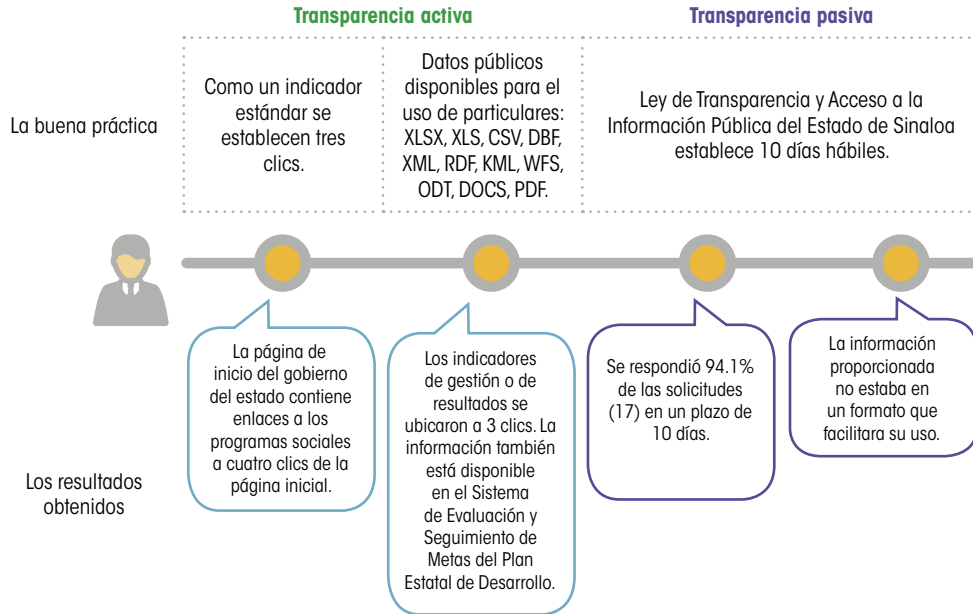 Transparencia activa
Transparencia pasiva
La buena práctica
Como un indicador
estándar se
establecen tres
clics.
Datos públicos
disponibles para el
uso de particulares:
XLSX, XLS, CSV, DBF,
XML, RDF, KML, WFS,
ODT, DOCS, PDF.
Ley de Transparencia y Acceso a la
Información Pública del Estado de Sinaloa
establece 10 días hábiles.
Los resultados
obtenidos
La página de
inicio del gobierno
del estado contiene
enlaces a los
programas sociales
a cuatro clics de la
página inicial.
Los indicadores
de gestión o de
resultados se
ubicaron a 3 clics. La
información también
está disponible
en el Sistema
de Evaluación y
Seguimiento de
Metas del Plan
Estatal de Desarrollo.
Se respondió 94.1%
de las solicitudes
(17) en un plazo de
10 días.
La información
proporcionada
no estaba en
un formato que
facilitara su uso.